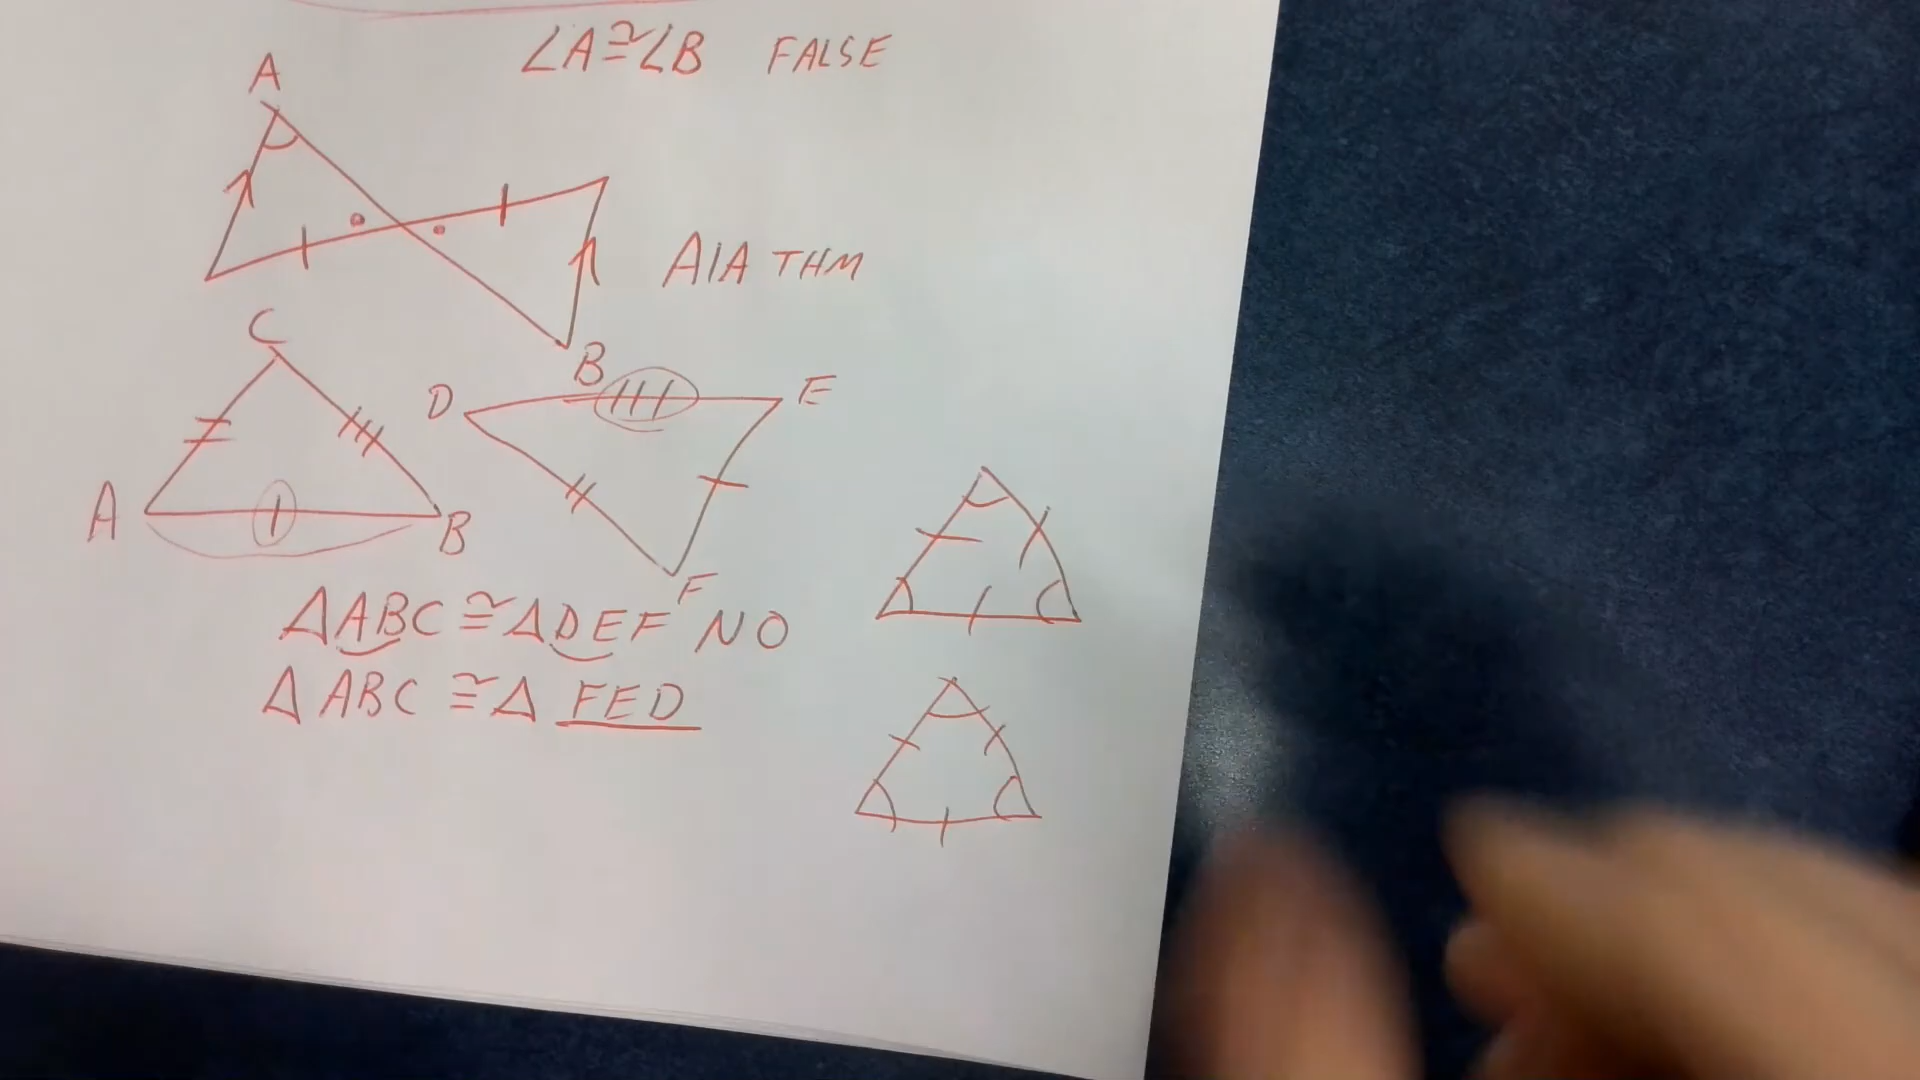 ∠A≅∠B FALSE
A
AIA THM
B
C
D
E
A
B
F
△ABC ≅ △DEF NO
△ABC ≅ △ FED